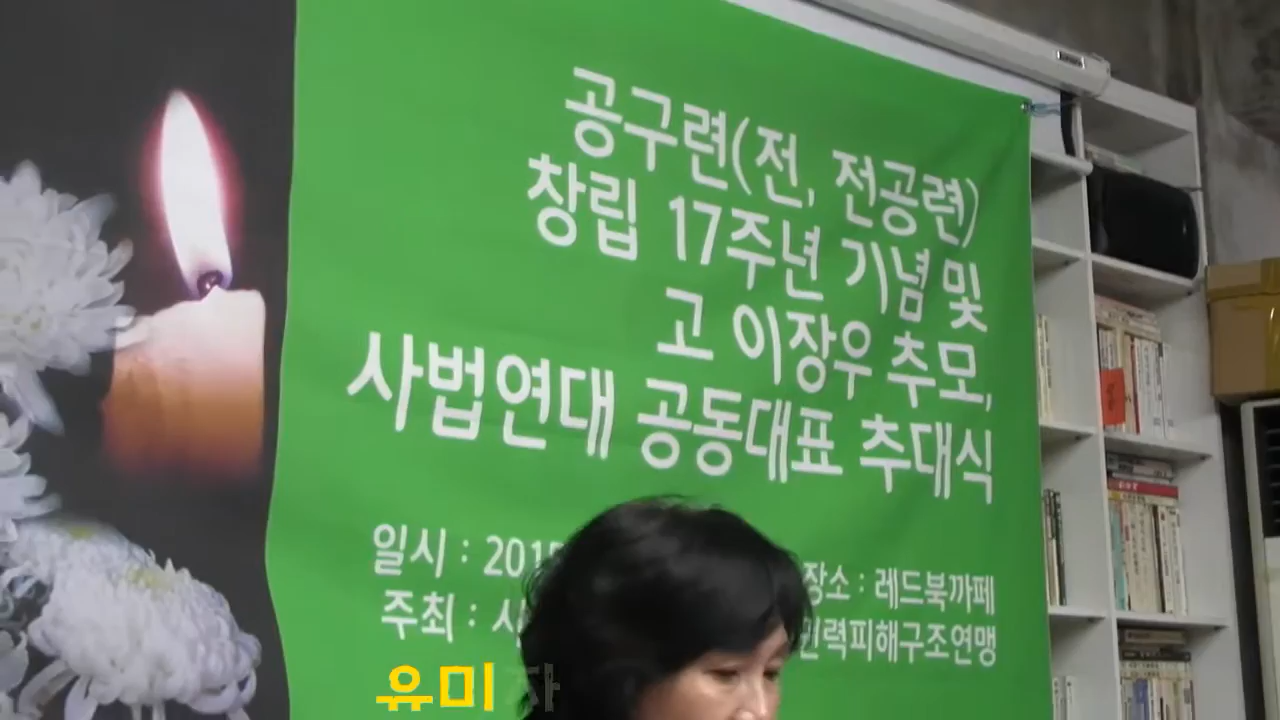 공구련(전, 전공련)
창립 17주년 기념 및
고 이장우 추모,
사법연대 공동대표 추대식
일시 : 2015 장소 : 레드북까페
주최 : 권력피해구조연맹
유미자